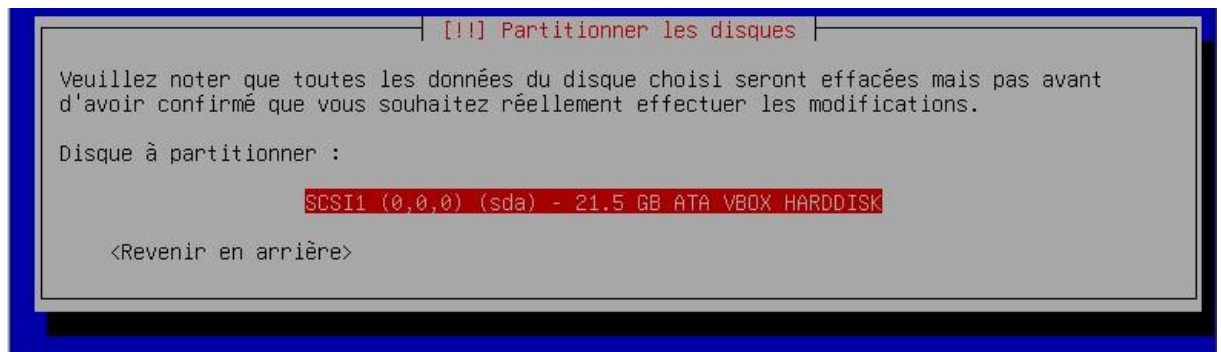 [!!] Partitionner les disques
Veuillez noter que toutes les données du disque choisi seront effacées mais pas avant
d'avoir confirmé que vous souhaitez réellement effectuer les modifications.
Disque à partitionner :
SCSI1 (0,0,0) (sda) - 21.5 GB ATA VBOX HARDDISK
<Revenir en arrière>